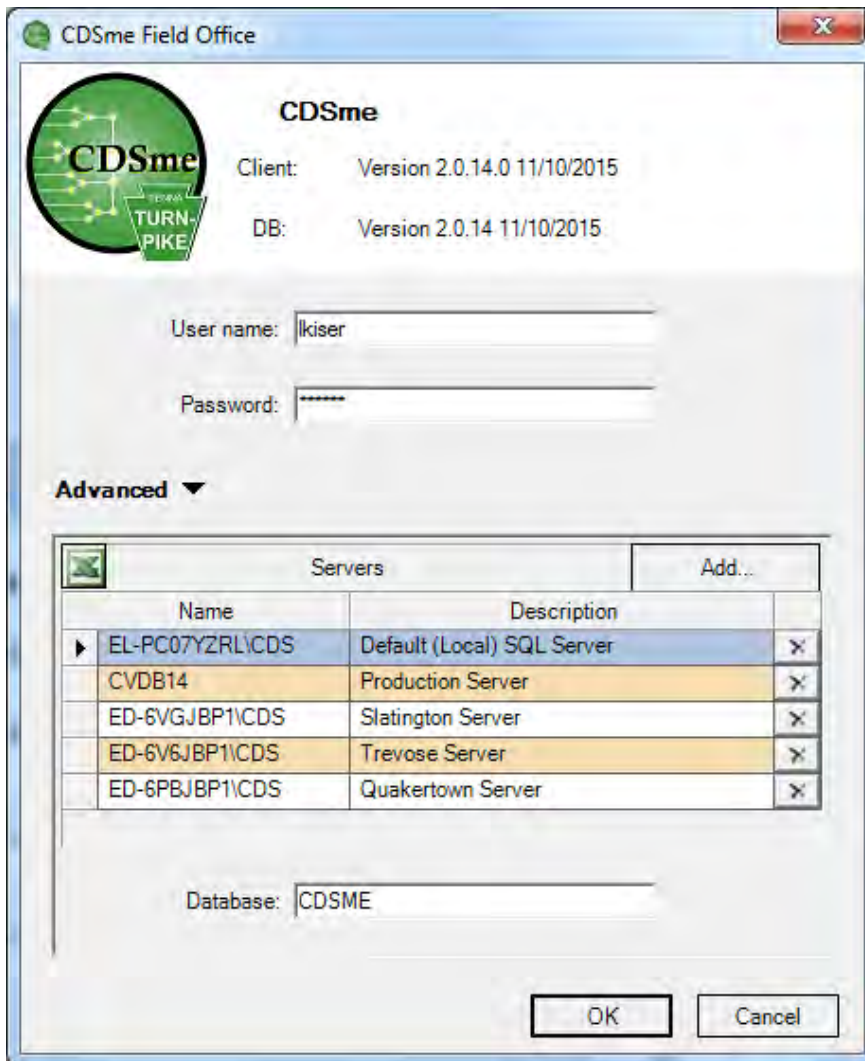 CDSme Field Office
CDSme
CDSme
PENNA
TURN-
PIKE
Client: Version 2.0.14.0 11/10/2015
DB: Version 2.0.14 11/10/2015
User name: lkiser
Password: ******
Advanced
Servers Add...
Name Description
EL-PC07YZRL\CDS Default (Local) SQL Server
CVDB14 Production Server
ED-6VGJBP1\CDS Slatington Server
ED-6V6JBP1\CDS Trevose Server
ED-6PBJBP1\CDS Quakertown Server
Database: CDSME
OK Cancel